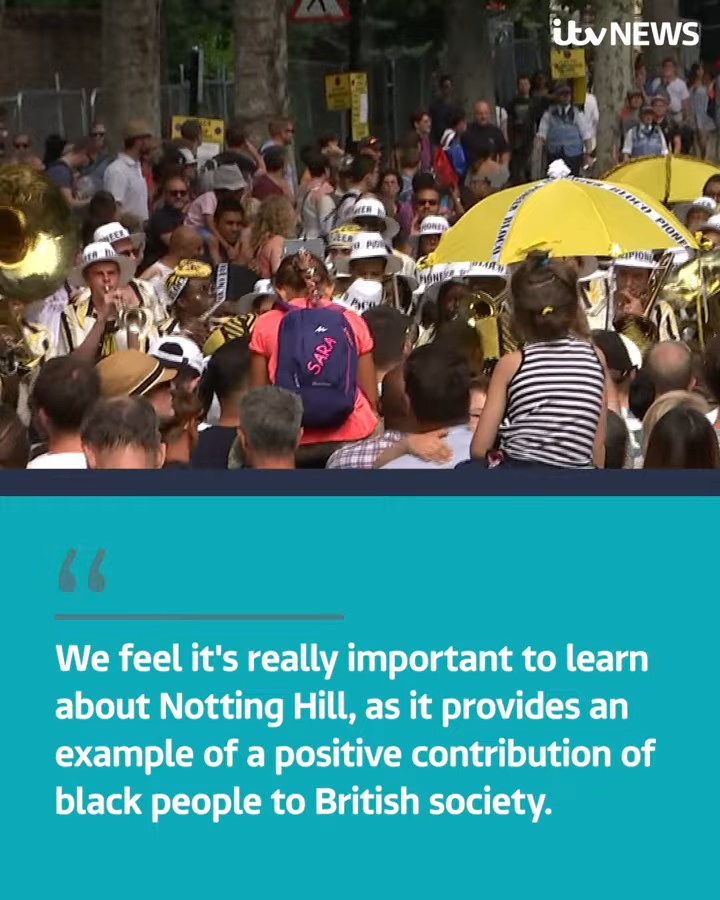 itv NEWS
SARA
“
We feel it's really important to learn
about Notting Hill, as it provides an
example of a positive contribution of
black people to British society.